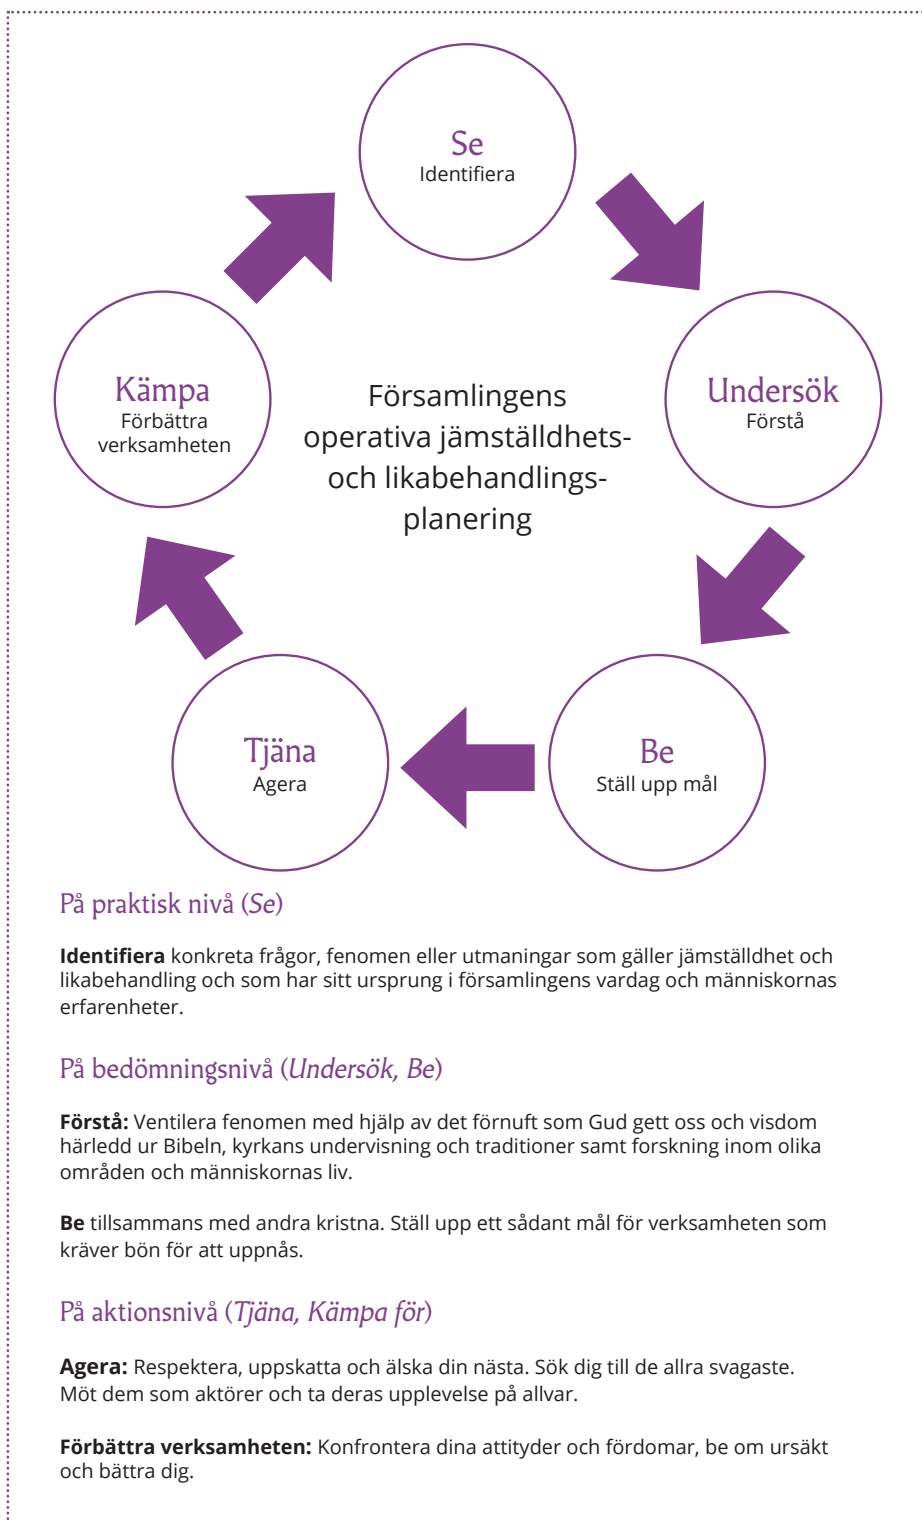 Se
Identifiera
Undersök
Förstå
Be
Ställ upp mål
Tjäna
Agera
Kämpa
Förbättra
verksamheten
Församlingens
operativa jämställdhets-
och likabehandlings-
planering
På praktisk nivå (Se)
Identifiera konkreta frågor, fenomen eller utmaningar som gäller jämställdhet och
likabehandling och som har sitt ursprung i församlingens vardag och människornas
erfarenheter.
På bedömningsnivå (Undersök, Be)
Förstå: Ventilera fenomen med hjälp av det förnuft som Gud gett oss och visdom
härledd ur Bibeln, kyrkans undervisning och traditioner samt forskning inom olika
områden och människornas liv.
Be tillsammans med andra kristna. Ställ upp ett sådant mål för verksamheten som
kräver bön för att uppnås.
På aktionsnivå (Tjäna, Kämpa för)
Agera: Respektera, uppskatta och älska din nästa. Sök dig till de allra svagaste.
Möt dem som aktörer och ta deras upplevelse på allvar.
Förbättra verksamheten: Konfrontera dina attityder och fördomar, be om ursäkt
och bättra dig.